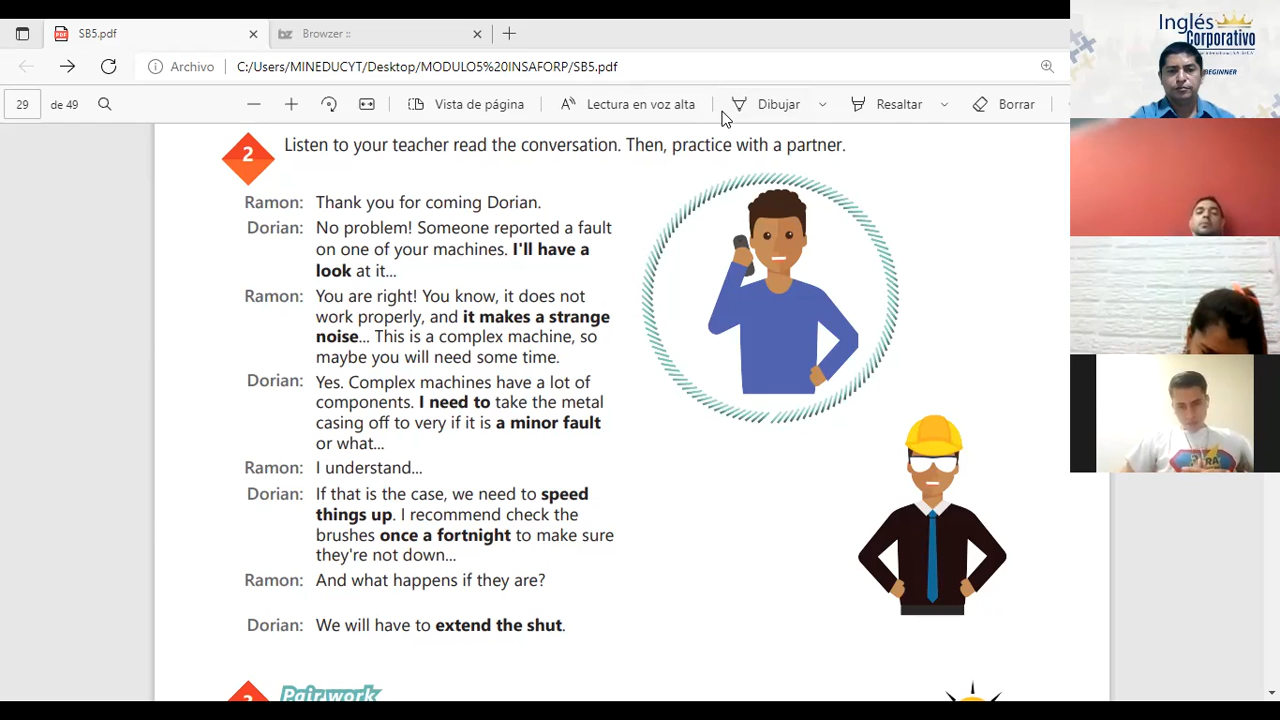 SB5.pdf
bz Browzer ::
Archivo C:/Users/MINEDUCYT/Desktop/MODULOS%20INS%CORP/SB5.pdf
29 de 49 Vista de página Lectura en voz alta Dibujar Resaltar Borrar
Inglés
Corporativo
BEGINNER
2 Listen to your teacher read the conversation. Then, practice with a partner.
Ramon: Thank you for coming Dorian.
Dorian: No problem! Someone reported a fault
on one of your machines. I'll have a
look at it...
Ramon: You are right! You know, it does not
work properly, and it makes a strange
noise... This is a complex machine, so
maybe you will need some time.
Dorian: Yes. Complex machines have a lot of
components. I need to take the metal
casing off to very if it is a minor fault
or what...
Ramon: I understand...
Dorian: If that is the case, we need to speed
things up. I recommend check the
brushes once a fortnight to make sure
they're not down...
Ramon: And what happens if they are?
Dorian: We will have to extend the shut.
3 Pair work